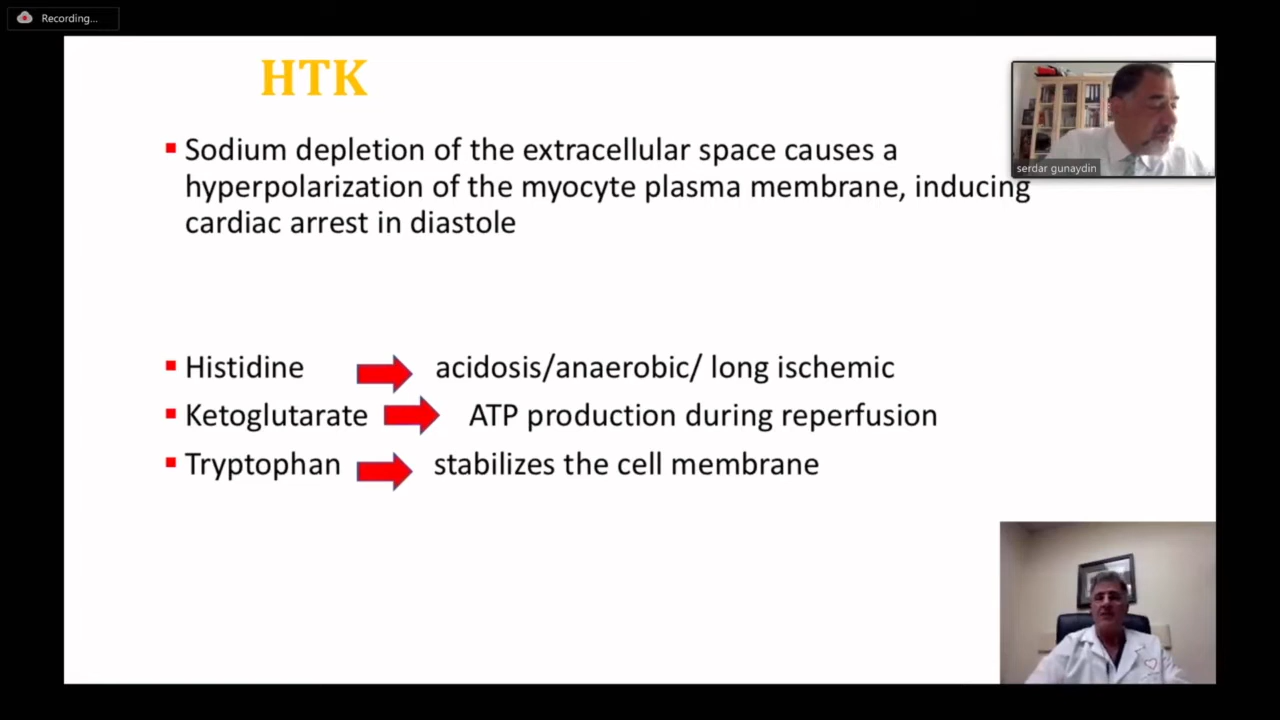 Recording...
HTK
Sodium depletion of the extracellular space causes a
hyperpolarization of the myocyte plasma membrane, inducing
cardiac arrest in diastole
serdar gunaydin
Histidine acidosis/anaerobic/ long ischemic
Ketoglutarate ATP production during reperfusion
Tryptophan stabilizes the cell membrane